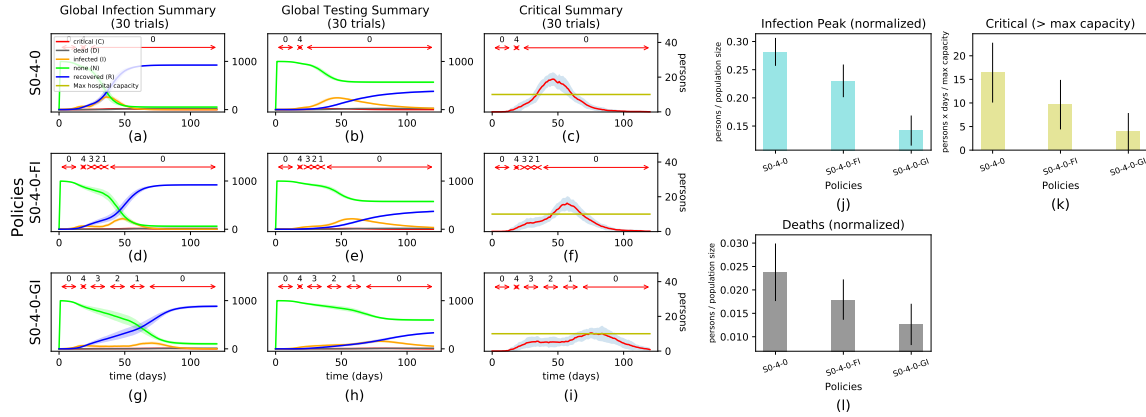 Global Infection Summary
(30 trials)
Global Testing Summary
(30 trials)
Critical Summary
(30 trials)
Infection Peak (normalized)
Critical (> max capacity)
Policies
S0-4-0
0
critical (C)
dead (D)
infected (I)
none (N)
recovered (R)
Max hospital capacity
1000
0
0 50 100
(a)
0 4 0
1000
0
0 50 100
(b)
0 4 0
40
20
0
persons
0 50 100
(c)
S0-4-0-FI
0 4 3 2 1 0
1000
0
0 50 100
(d)
0 4 3 2 1 0
1000
0
0 50 100
(e)
0 4 3 2 1 0
40
20
0
persons
0 50 100
(f)
S0-4-0-GI
0 4 3 2 1 0
1000
0
0 50 100
time (days)
(g)
0 4 3 2 1 0
1000
0
0 50 100
time (days)
(h)
0 4 3 2 1 0
40
20
0
persons
0 50 100
time (days)
(i)
persons / population size
0.30
0.25
0.20
0.15
S0-4-0
S0-4-0-FI
S0-4-0-GI
Policies
(j)
persons x days / max capacity
20
15
10
5
0
S0-4-0
S0-4-0-FI
S0-4-0-GI
Policies
(k)
Deaths (normalized)
persons / population size
0.030
0.025
0.020
0.015
0.010
S0-4-0
S0-4-0-FI
S0-4-0-GI
Policies
(l)